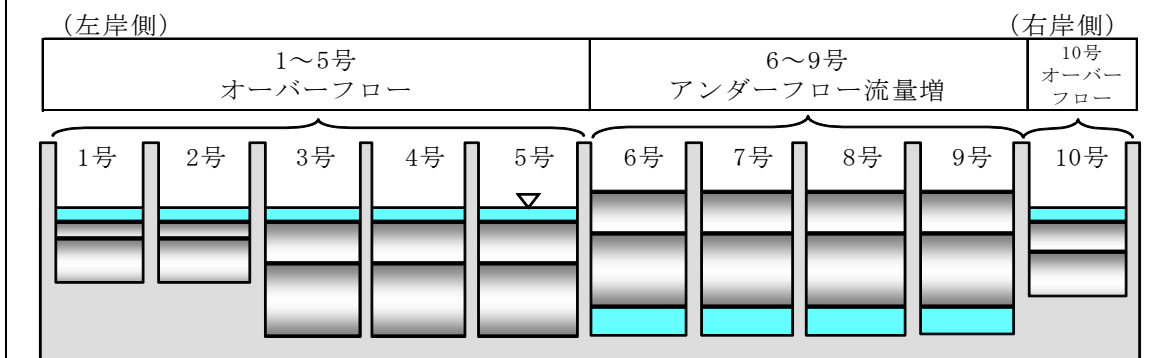 （左岸側）
（右岸側）
1～5号
オーバーフロー
6～9号
アンダーフロー流量増
10号
オーバー
フロー
1号
2号
3号
4号
5号
6号
7号
8号
9号
10号